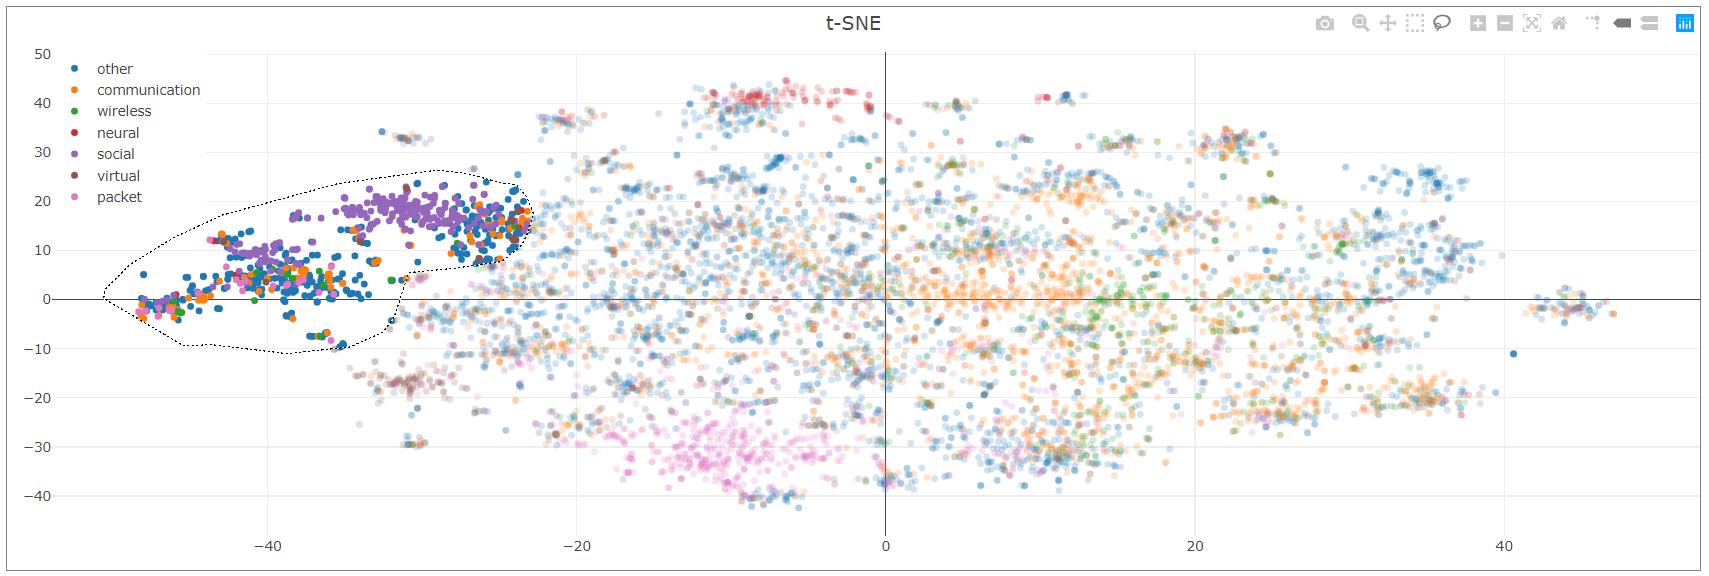 t-SNE
50
40
30
20
10
0
−10
−20
−30
−40
other
communication
wireless
neural
social
virtual
packet
−40
−20
0
20
40